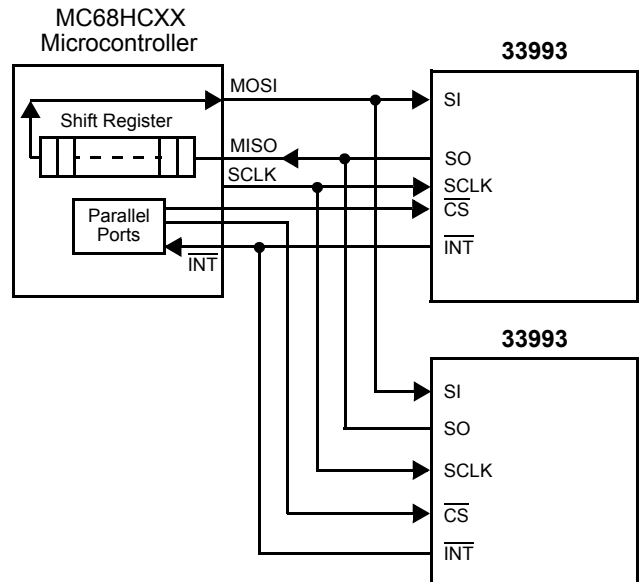 MC68HCXX
Microcontroller
33993
MOSI
SI
Shift Register
MISO
SO
SCLK
SCLK
CS
Parallel
Ports
INT
INT
33993
SI
SO
SCLK
CS
INT